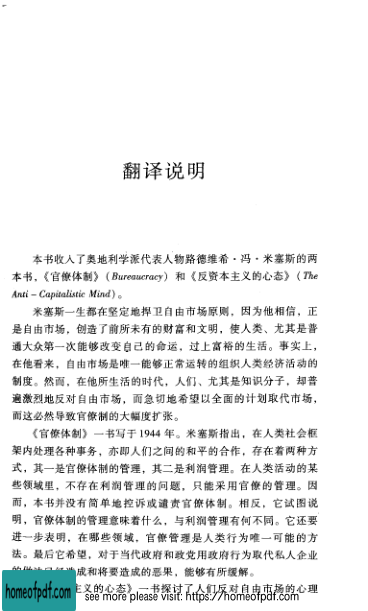 翻译说明
本书收入了奥地利学派代表人物路德维希·冯·米塞斯的两
本书，《官僚体制》（Bureaucracy）和《反资本主义的心态》（The
Anti－Capitalistic Mind）。
米塞斯一生都在坚定地捍卫自由市场原则，因为他相信，正
是自由市场，创造了前所未有的财富和文明，使人类、尤其是普
通大众第一次能够改变自己的命运，过上富裕的生活。事实上，
在他看来，自由市场是唯一能够正常运转的组织人类经济活动的
制度。然而，在他所生活的时代，人们、尤其是知识分子，却普
遍激烈地反对自由市场，而急切地希望以全面的计划取代市场，
而这必然导致官僚制的大幅度扩张。
《官僚体制》一书写于1944年。米塞斯指出，在人类社会框
架内处理各种事务，亦即人们之间的和平的合作，存在着两种方
式，其一是官僚体制的管理，其二是利润管理。在人类活动的某
些领域里，不存在利润管理的问题，只能采用官僚的管理。因
而，本书并没有简单地控诉或谴责官僚体制。相反，它试图说
明，官僚体制的管理意味着什么，与利润管理有何不同。它还要
进一步表明，在哪些领域，官僚管理是人类行为唯一可能的方
法。最后它希望，对于当代政府和政党用政府行为取代私人企业
成和将要造成的恶果，能够有所缓解。
主义的心态》一书探讨了人们反对自由市场的心理
homeofpdf.com
see more please visit: https://homeofpdf.com